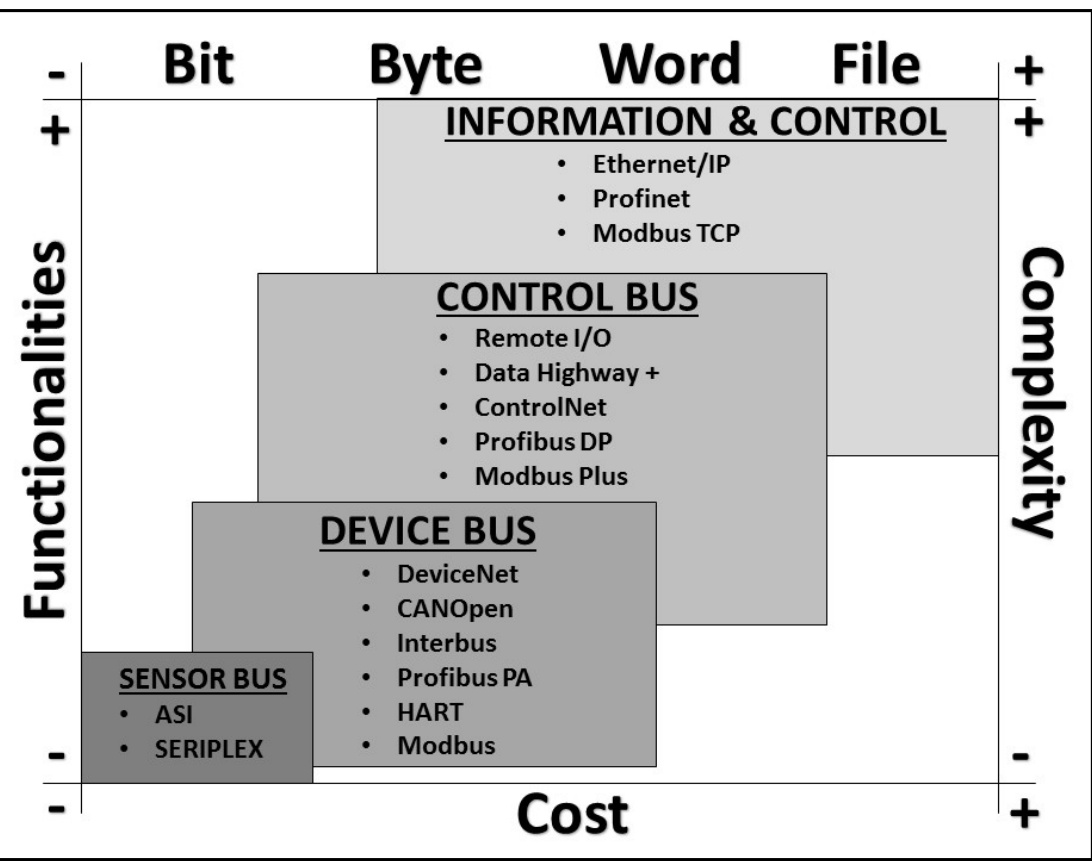 - Bit Byte Word File +
+ +
INFORMATION & CONTROL
• Ethernet/IP
• Profinet
• Modbus TCP
Functionalities
Complexity
CONTROL BUS
• Remote I/O
• Data Highway +
• ControlNet
• Profibus DP
• Modbus Plus
DEVICE BUS
• DeviceNet
• CANOpen
• Interbus
• Profibus PA
• HART
• Modbus
SENSOR BUS
• ASI
• SERIPLEX
- -
- Cost +